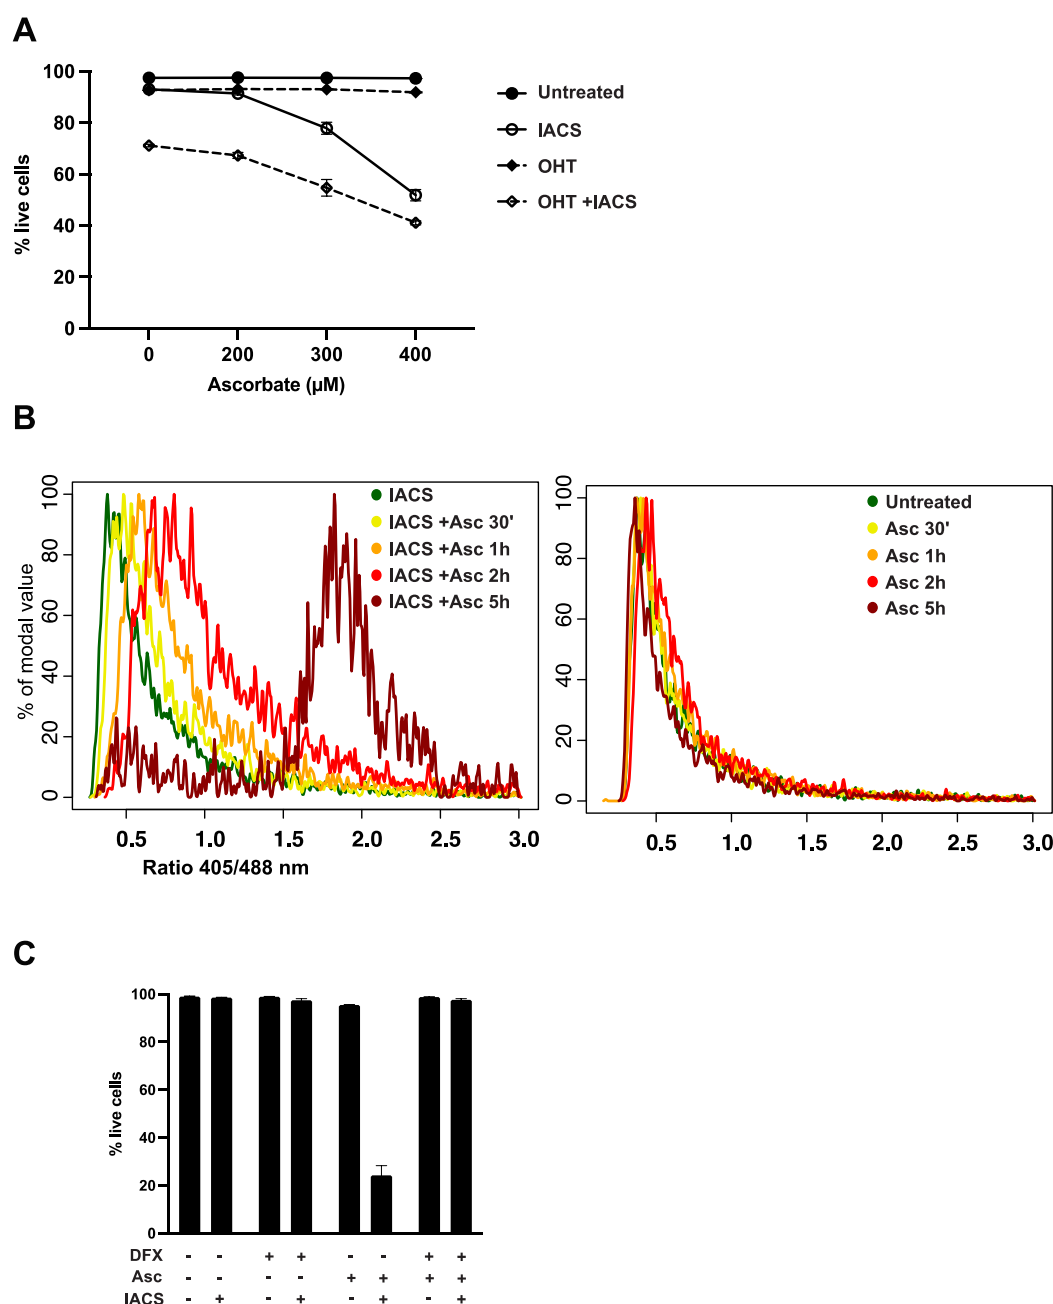 A
100
80
60
40
20
0
% live cells
0 200 300 400
Ascorbate (µM)
Untreated
IACS
OHT
OHT +IACS
B
100
80
60
40
20
0
% of modal value
0.5 1.0 1.5 2.0 2.5 3.0
Ratio 405/488 nm
IACS
IACS +Asc 30'
IACS +Asc 1h
IACS +Asc 2h
IACS +Asc 5h
100
80
60
40
20
0
0.5 1.0 1.5 2.0 2.5 3.0
Untreated
Asc 30'
Asc 1h
Asc 2h
Asc 5h
C
100
80
60
40
20
0
% live cells
DFX - - + + - - + +
Asc - - - - + + + +
IACS - + - + - + - +